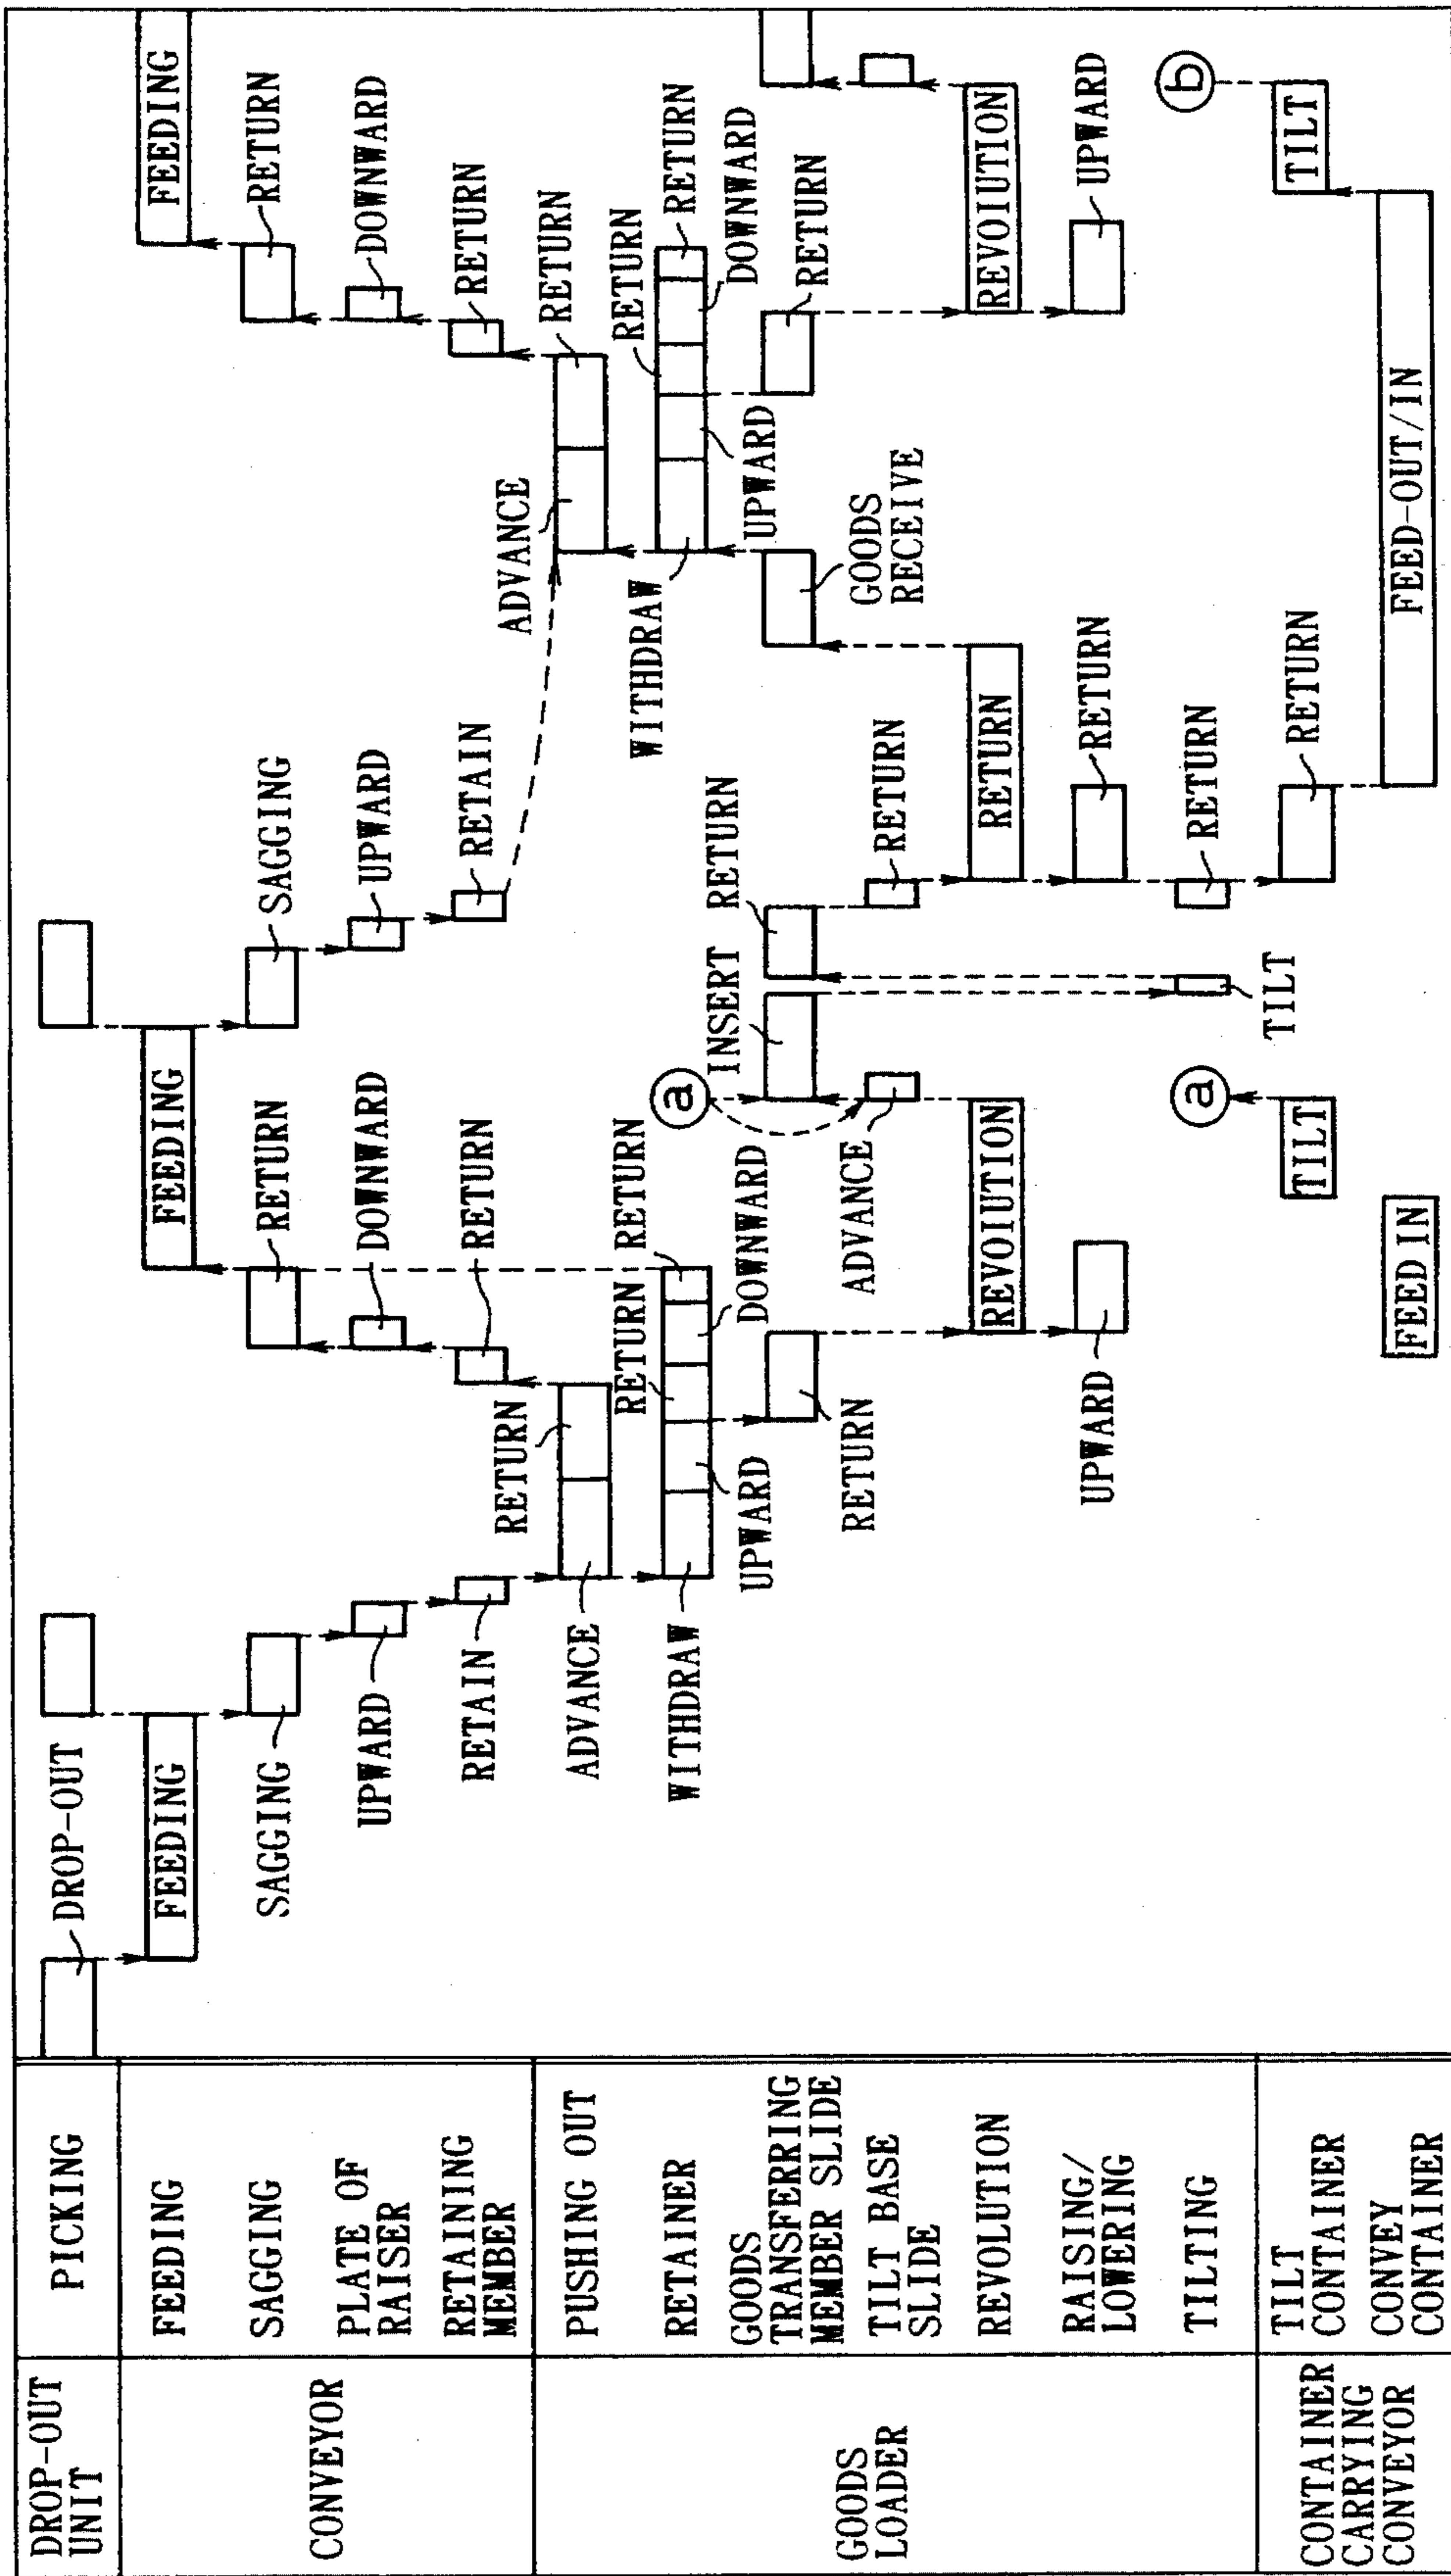 DROP-OUT
UNIT
PICKING
DROP-OUT
CONVEYOR
FEEDING
FEEDING
FEEDING
FEEDING
SAGGING
SAGGING
RETURN
SAGGING
RETURN
PLATE OF
RAISER
UPWARD
DOWNWARD
UPWARD
DOWNWARD
RETAINING
MEMBER
RETAIN
RETURN
RETAIN
RETURN
GOODS
LOADER
PUSHING OUT
ADVANCE
RETURN
ADVANCE
RETURN
RETAINER
WITHDRAW
UPWARD
RETURN
DOWNWARD
RETURN
WITHDRAW
UPWARD
RETURN
DOWNWARD
RETURN
GOODS
TRANSFERRING
MEMBER SLIDE
RETURN
a
INSERT
RETURN
GOODS
RECEIVE
RETURN
TILT BASE
SLIDE
ADVANCE
RETURN
REVOLUTION
REVOIUTION
RETURN
REVOIUTION
RAISING/
LOWERING
UPWARD
RETURN
UPWARD
TILTING
a
TILT
RETURN
b
CONTAINER
CARRYING
CONVEYOR
TILT
CONTAINER
TILT
RETURN
TILT
CONVEY
CONTAINER
FEED IN
FEED-OUT/IN